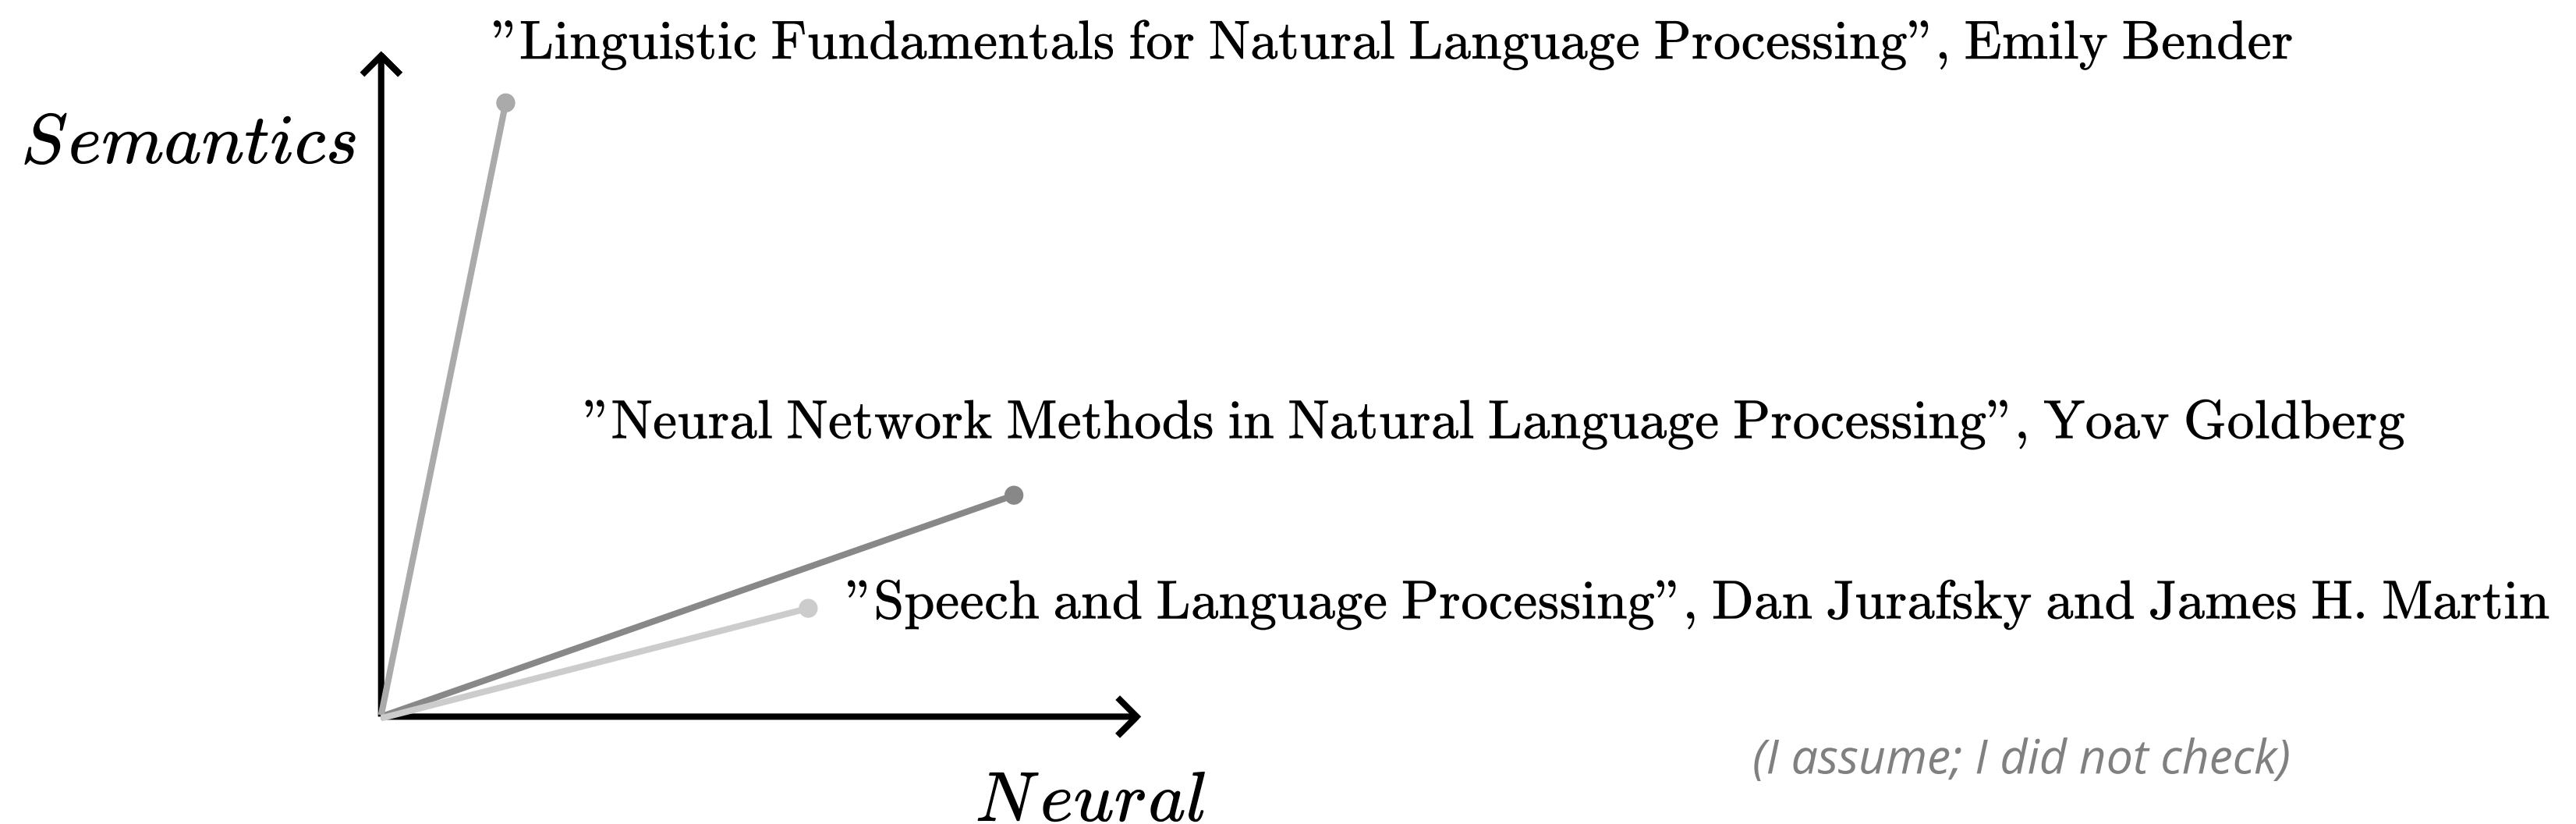 ”Linguistic Fundamentals for Natural Language Processing”, Emily Bender
Semantics
”Neural Network Methods in Natural Language Processing”, Yoav Goldberg
”Speech and Language Processing”, Dan Jurafsky and James H. Martin
(I assume; I did not check)
Neural